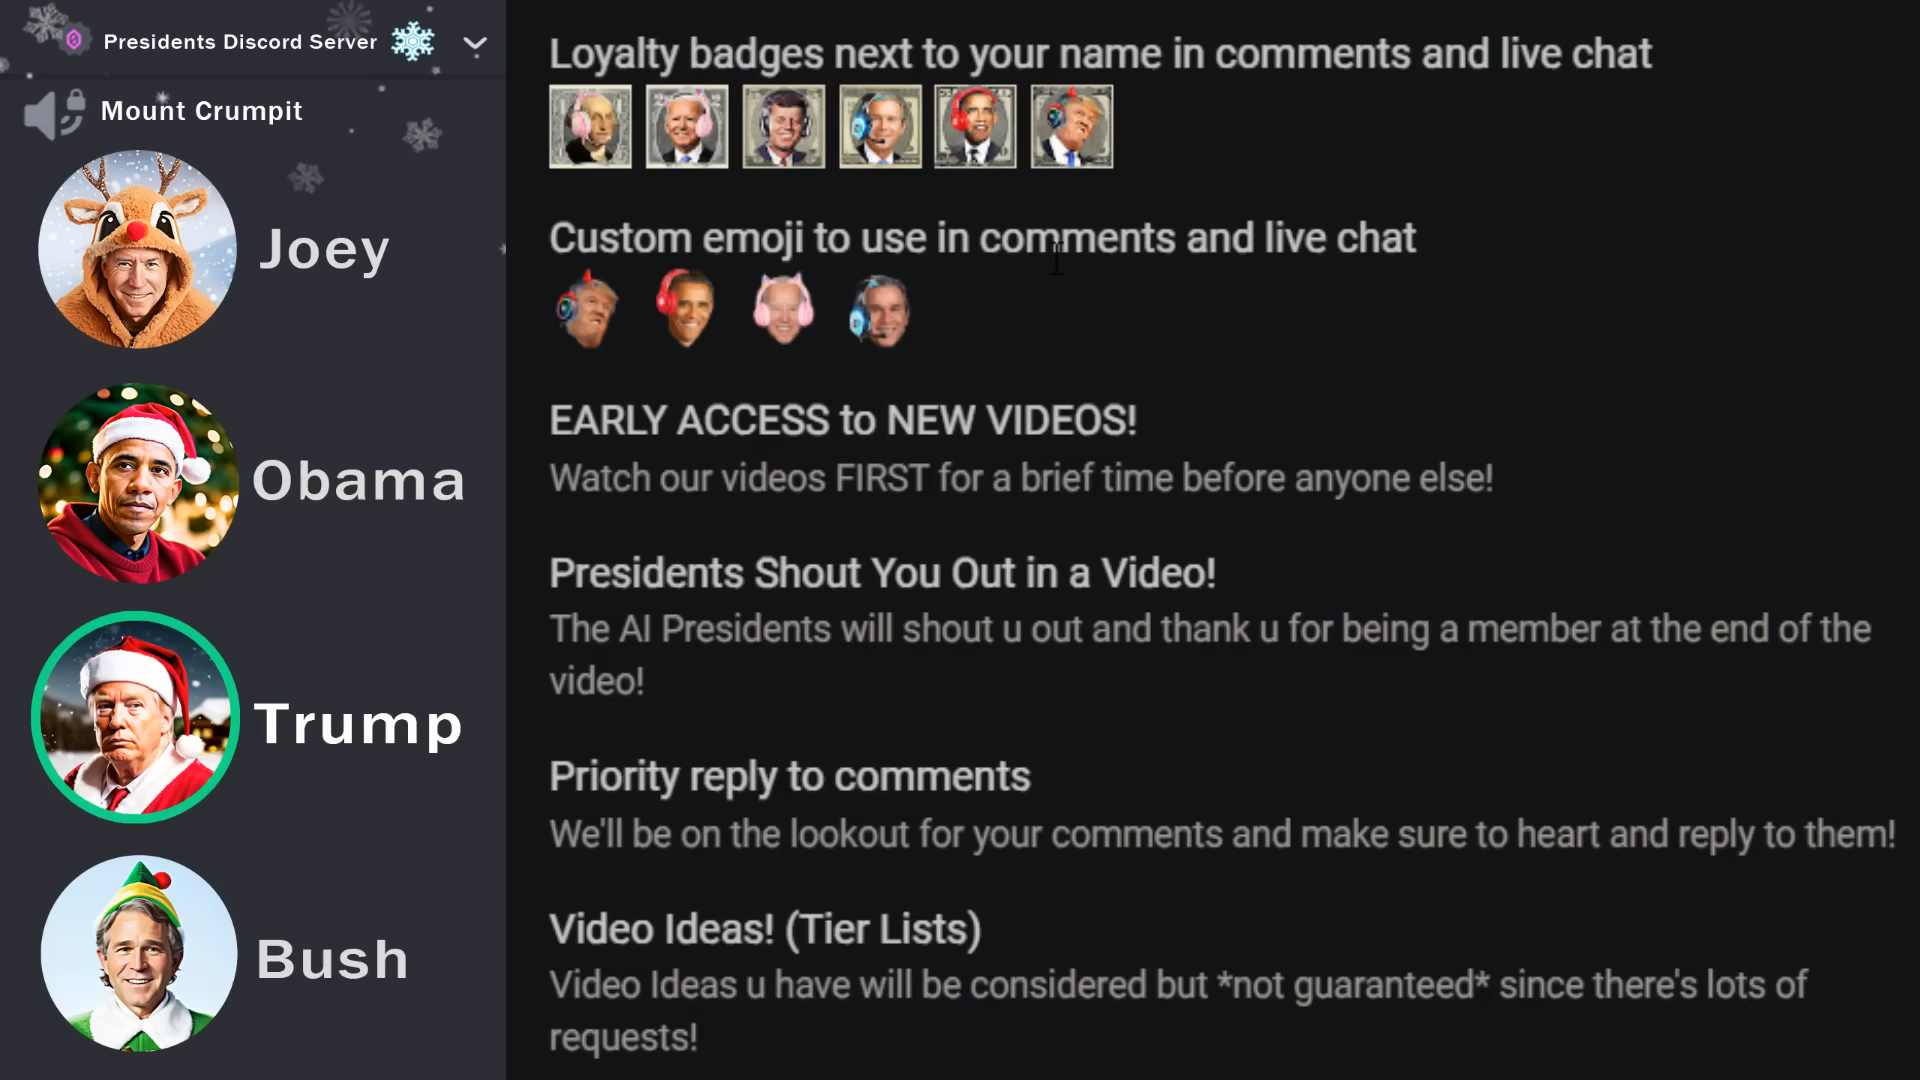 Presidents Discord Server
Mount Crumpit
Joey
Obama
Trump
Bush
Loyalty badges next to your name in comments and live chat
Custom emoji to use in comments and live chat
EARLY ACCESS to NEW VIDEOS!
Watch our videos FIRST for a brief time before anyone else!
Presidents Shout You Out in a Video!
The AI Presidents will shout u out and thank u for being a member at the end of the
video!
Priority reply to comments
We'll be on the lookout for your comments and make sure to heart and reply to them!
Video Ideas! (Tier Lists)
Video Ideas u have will be considered but *not guaranteed* since there's lots of
requests!